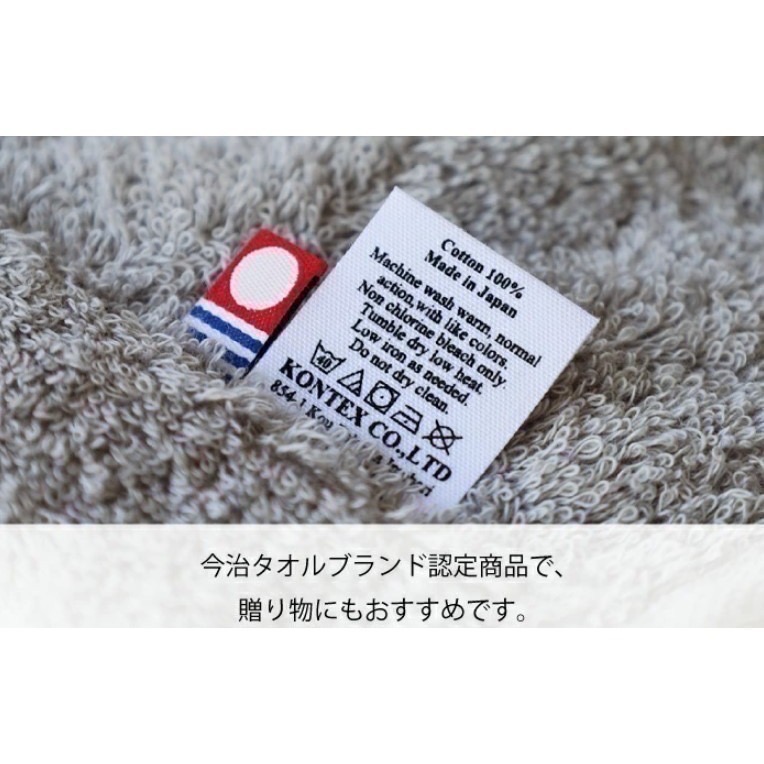 Cotton 100%
Made in Japan
Machine wash warm, normal
action,with like colors.
Non chlorine bleach only
Tumble dry low heat.
Low iron as needed.
Do not dry clean.
40
KONTEX CO.,LTD
854-1
今治タオルブランド認定商品で、
贈り物にもおすすめです。